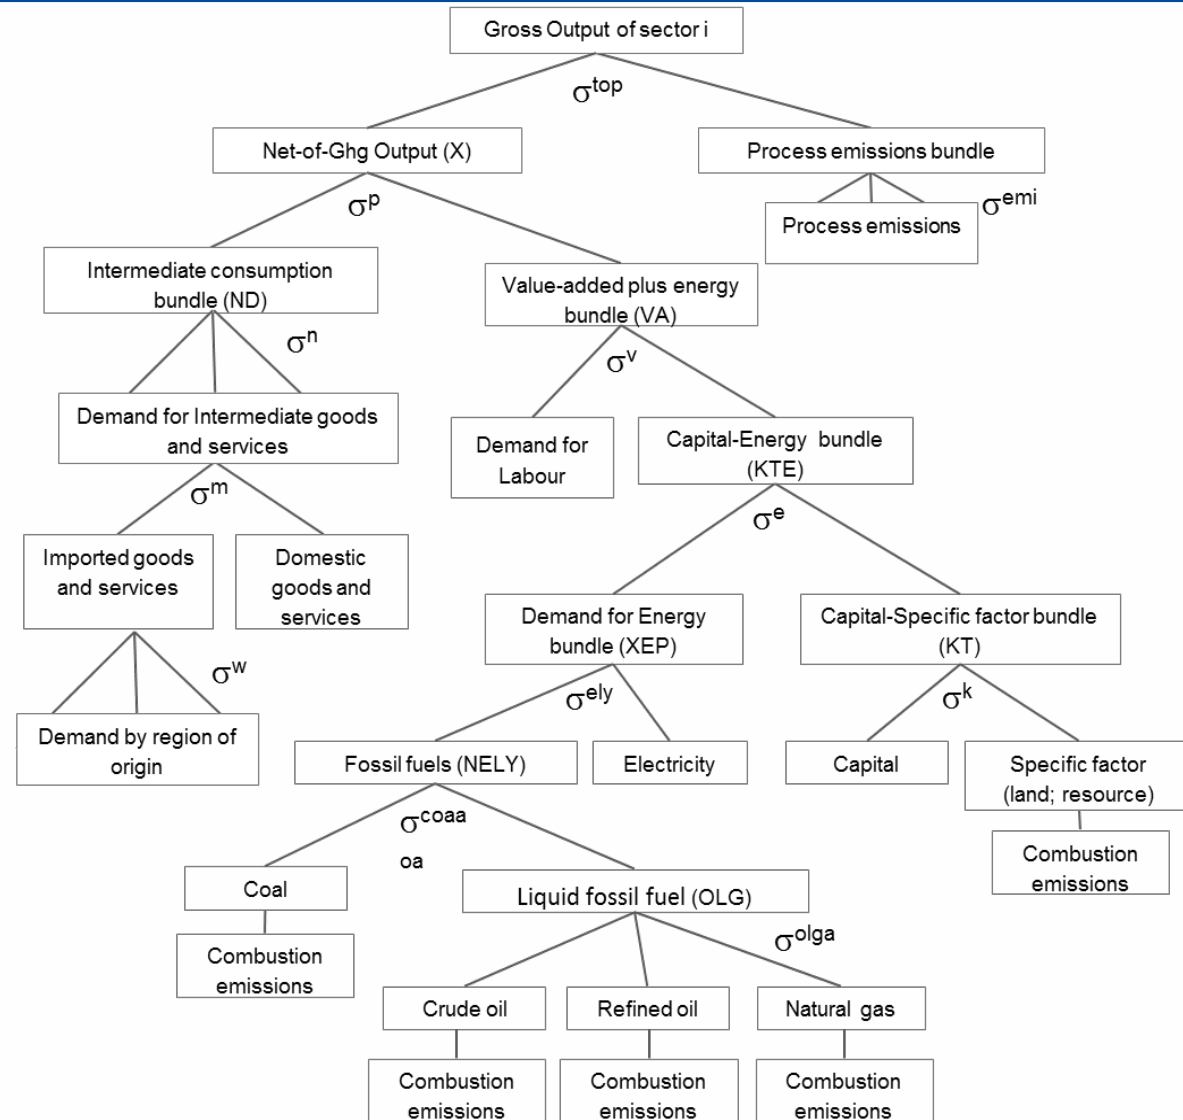 Gross Output of sector i
σtop
Net-of-Ghg Output (X)
Process emissions bundle
σp
σemi
Process emissions
Intermediate consumption
bundle (ND)
Value-added plus energy
bundle (VA)
σn
σv
Demand for Intermediate goods
and services
Demand for
Labour
Capital-Energy bundle
(KTE)
σm
σe
Imported goods
and services
Domestic
goods and
services
Demand for Energy
bundle (XEP)
Capital-Specific factor bundle
(KT)
σw
σely
σk
Demand by region of
origin
Fossil fuels (NELY)
Electricity
Capital
Specific factor
(land; resource)
σcoaa
oa
Combustion
emissions
Coal
Liquid fossil fuel (OLG)
σolga
Combustion
emissions
Crude oil
Refined oil
Natural gas
Combustion
emissions
Combustion
emissions
Combustion
emissions